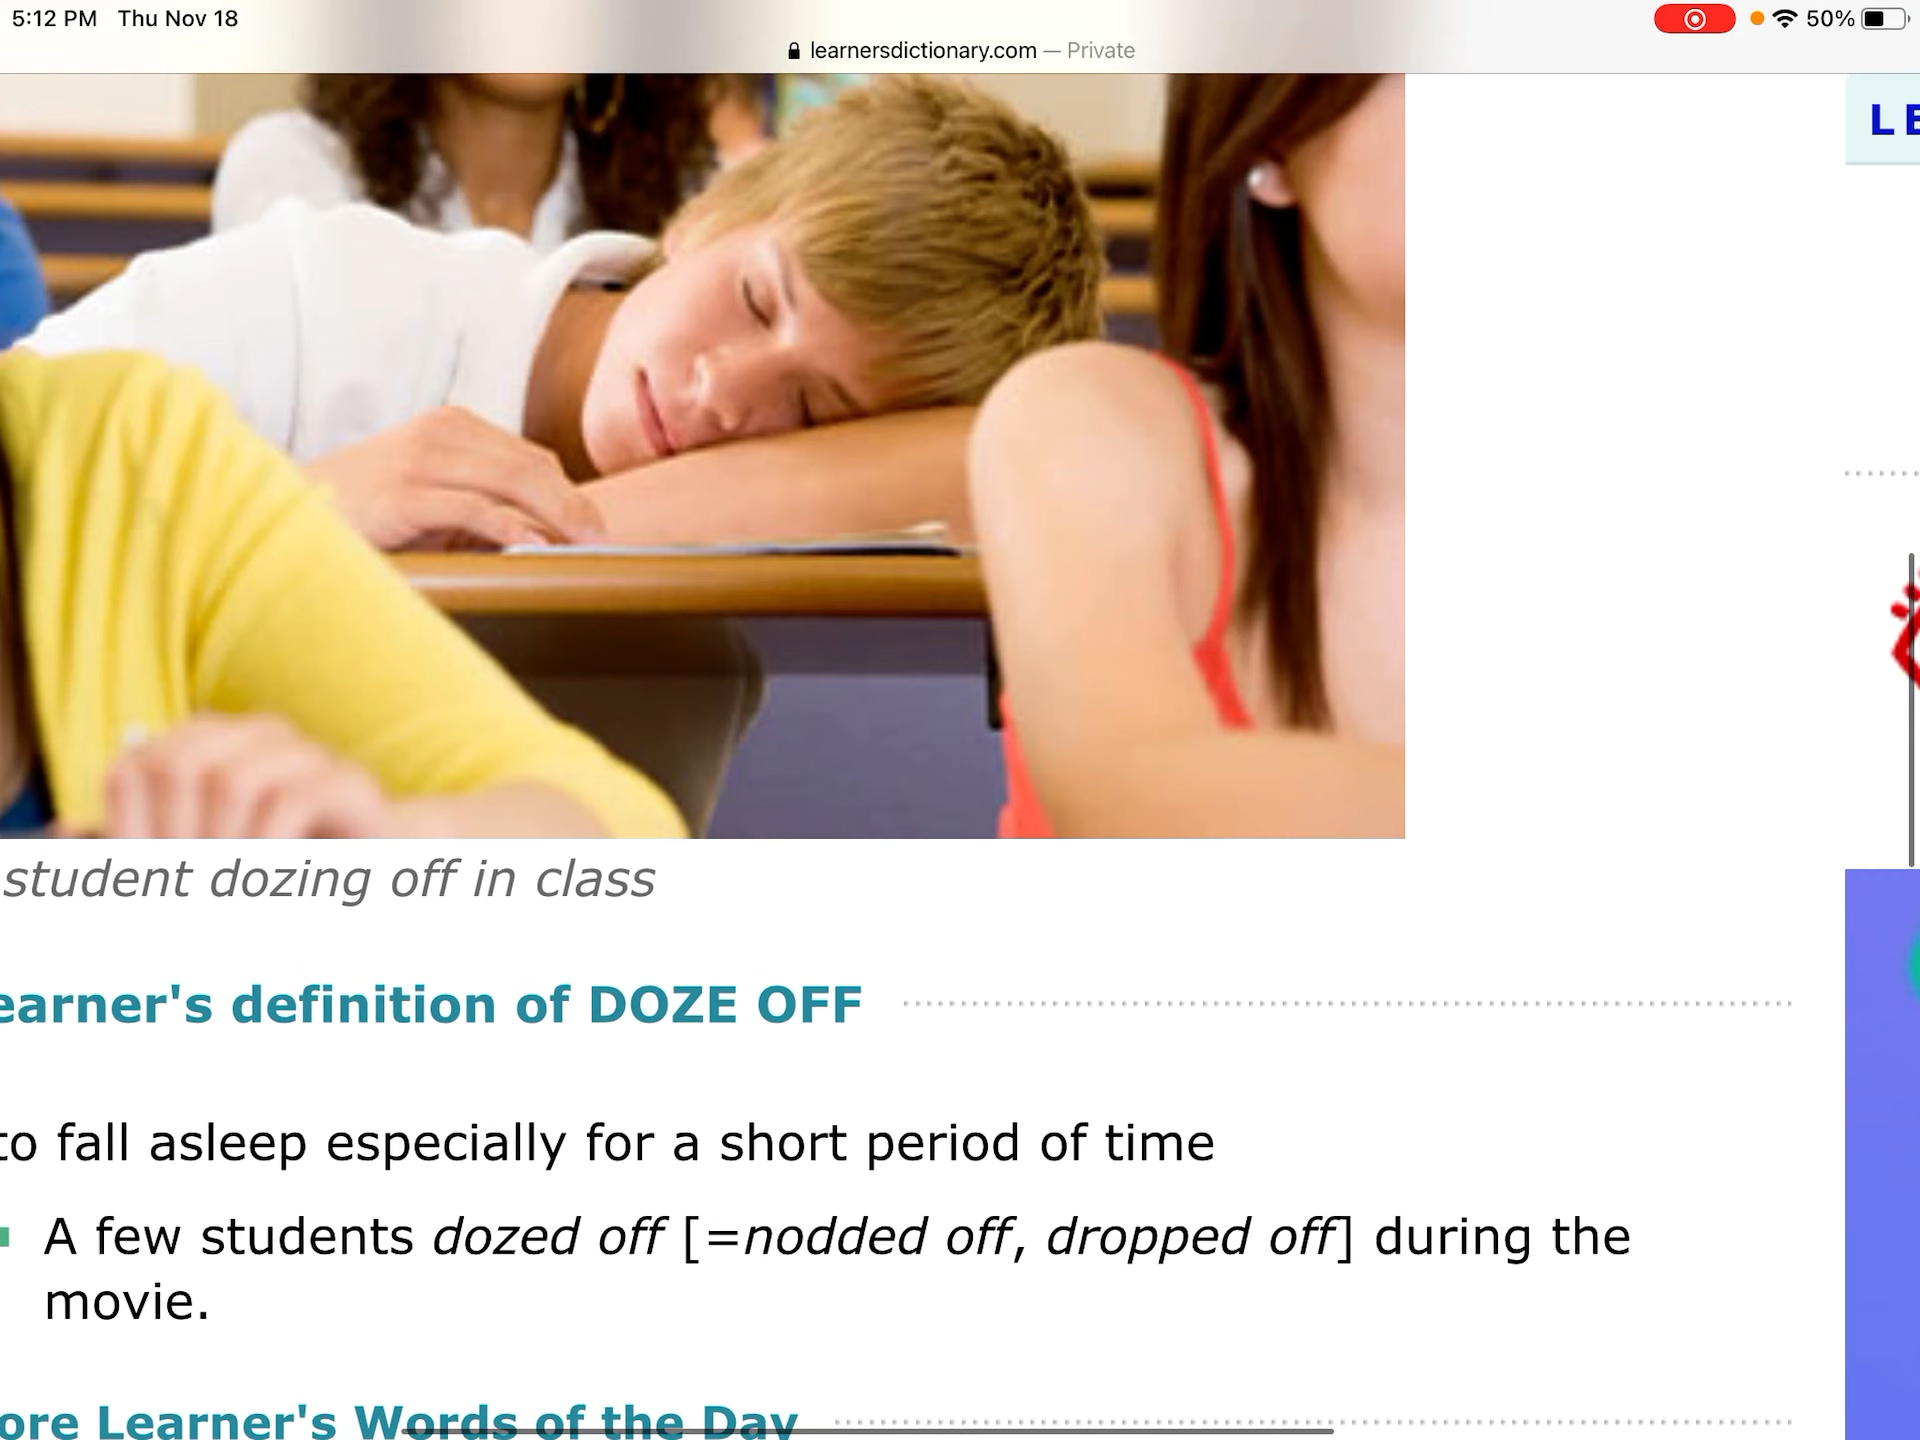 5:12 PM Thu Nov 18
50%
learnersdictionary.com — Private
student dozing off in class
earner's definition of DOZE OFF
to fall asleep especially for a short period of time
A few students dozed off [=nodded off, dropped off] during the
movie.
ore Learner's Words of the Day